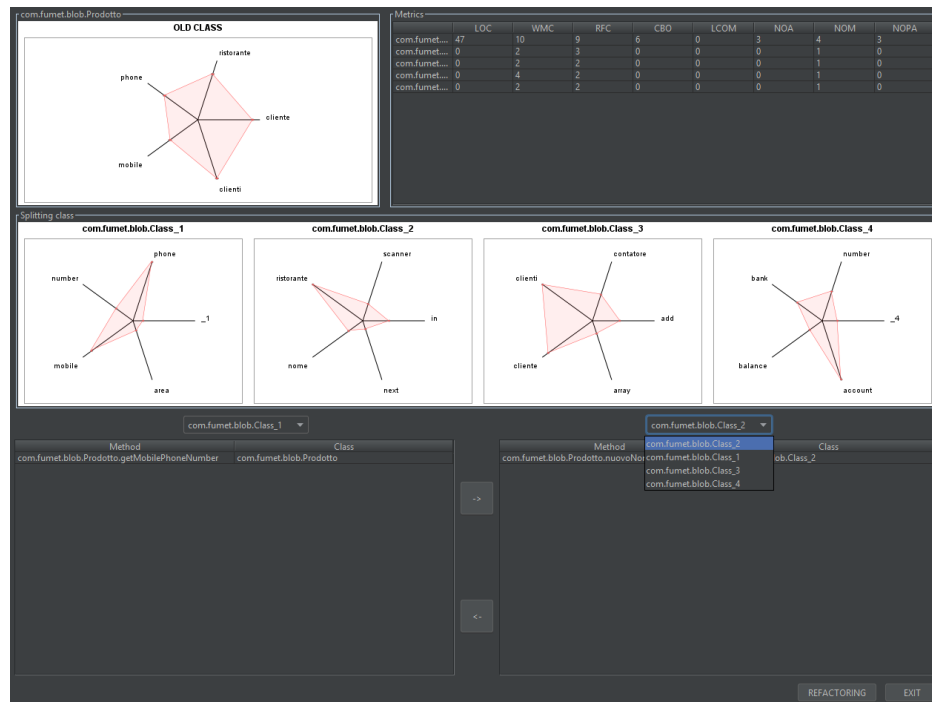 com.fumet.blob.Prodotto
OLD CLASS
ristorante
phone
cliente
mobile
clienti
Metrics
LOC WMC RFC CBO LCOM NOA NOM NOPA
com.fumet.... 47 10 9 6 0 3 4 3
com.fumet.... 0 2 3 0 0 0 1 0
com.fumet.... 0 2 2 0 0 0 1 0
com.fumet.... 0 4 2 0 0 0 1 0
com.fumet.... 0 2 2 0 0 0 1 0
Splitting class
com.fumet.blob.Class_1
phone
number
_1
mobile
area
com.fumet.blob.Class_2
scanner
ristorante
in
nome
next
com.fumet.blob.Class_3
contatore
clienti
add
cliente
array
com.fumet.blob.Class_4
number
bank
_4
balance
account
com.fumet.blob.Class_1
Method Class
com.fumet.blob.Prodotto.getMobilePhoneNumber com.fumet.blob.Prodotto
->
<-
com.fumet.blob.Class_2
com.fumet.blob.Class_2
com.fumet.blob.Class_1
com.fumet.blob.Class_3
com.fumet.blob.Class_4
Method Class
com.fumet.blob.Prodotto.nuovoNo ob.Class_2
REFACTORING EXIT